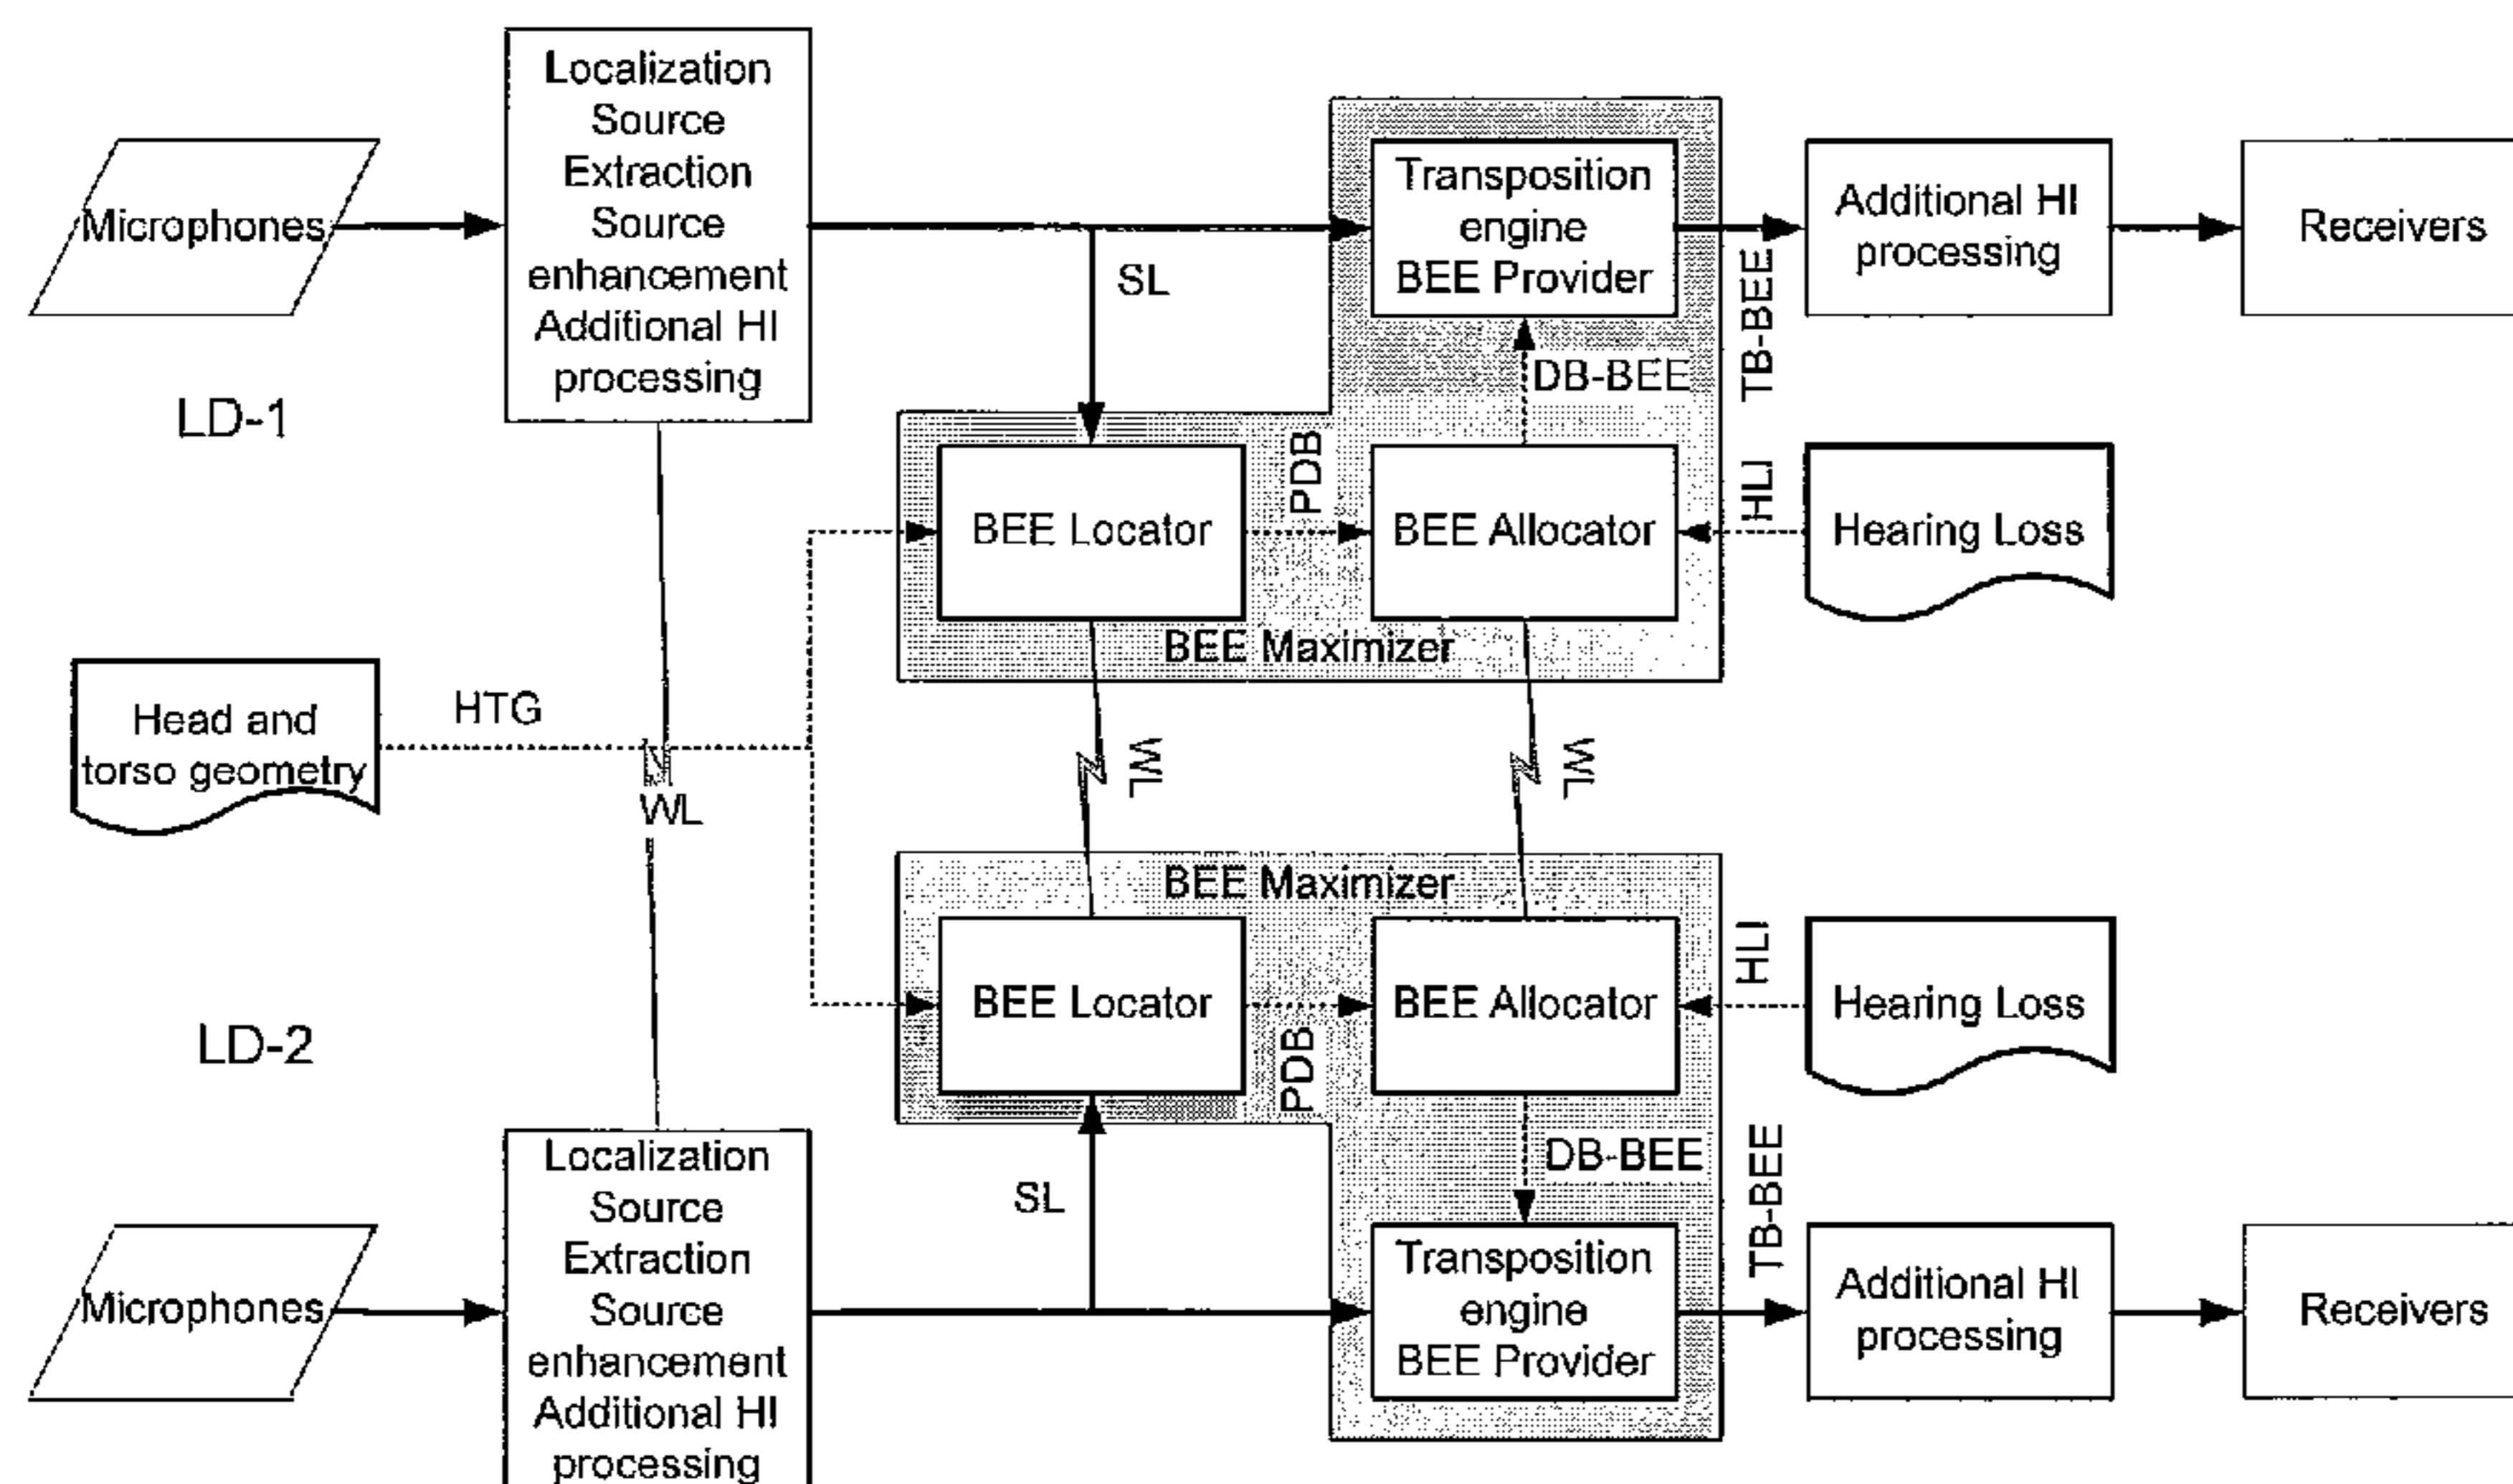 Microphones
LD-1
Localization
Source
Extraction
Source
enhancement
Additional HI
processing
SL
Transposition
engine
BEE Provider
DB-BEE
TB-BEE
Additional HI
processing
Receivers
BEE Locator
PDB
BEE Allocator
HLI
Hearing Loss
BEE Maximizer
Head and
torso geometry
HTG
WL
WL
WL
BEE Maximizer
BEE Locator
PDB
BEE Allocator
HLI
Hearing Loss
LD-2
Microphones
Localization
Source
Extraction
Source
enhancement
Additional HI
processing
SL
DB-BEE
Transposition
engine
BEE Provider
TB-BEE
Additional HI
processing
Receivers